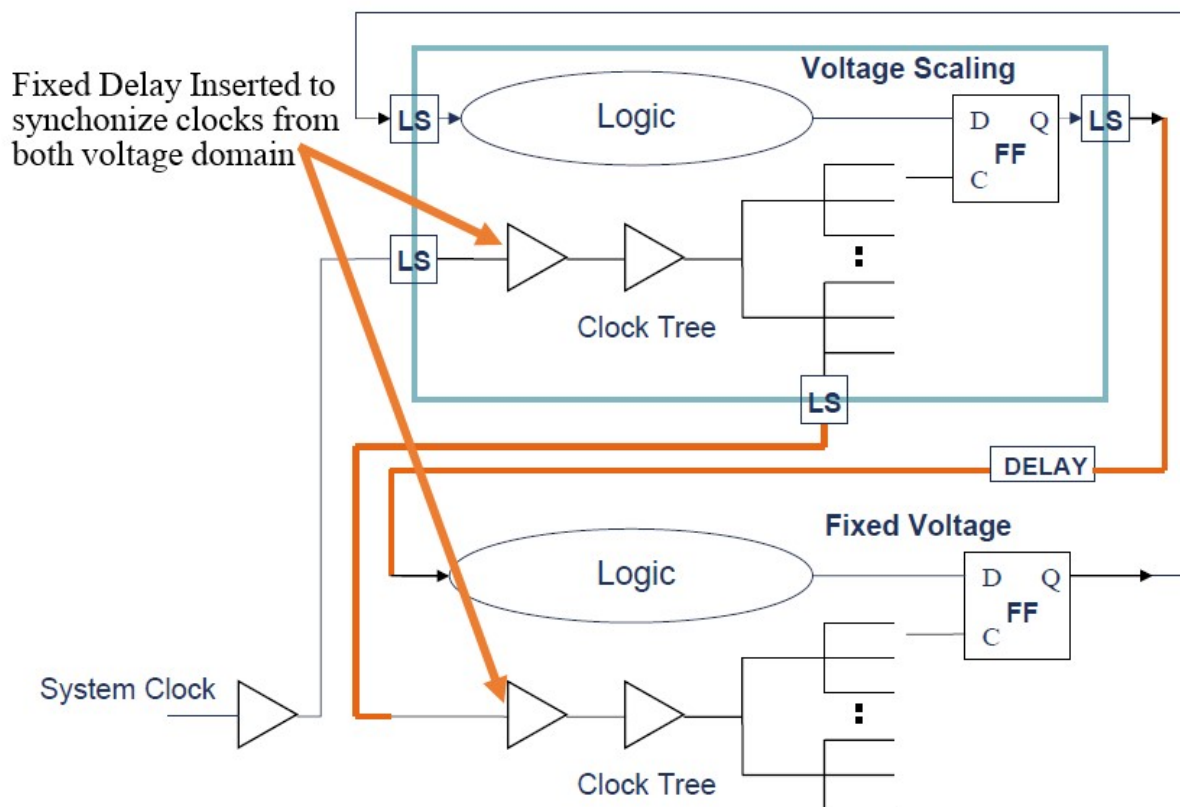 Fixed Delay Inserted to
synchonize clocks from
both voltage domain
Voltage Scaling
LS
Logic
D Q
FF
C
LS
LS
:
Clock Tree
LS
DELAY
Fixed Voltage
Logic
D Q
FF
C
System Clock
:
Clock Tree